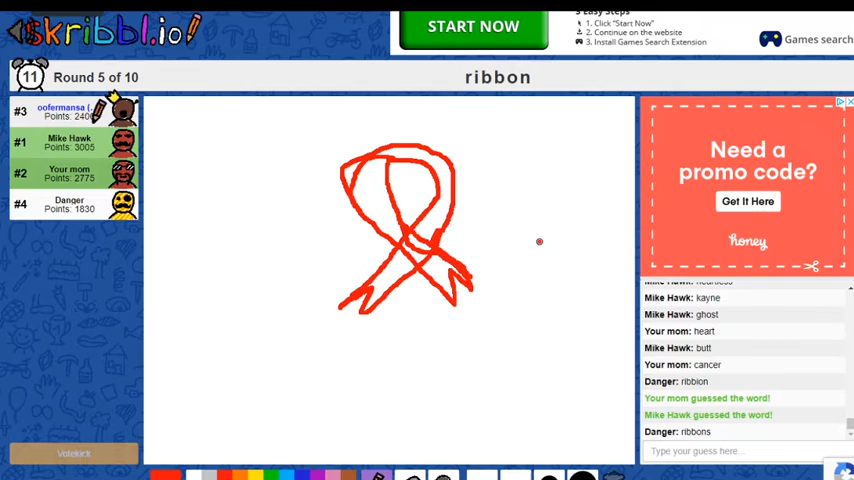 skribbl.io!
START NOW
3 Easy Steps
1. Click "Start Now"
2. Continue on the website
3. Install Games Search Extension
Games search
11
Round 5 of 10
ribbon
#3
oofermansa (
Points: 2400
#1
Mike Hawk
Points: 3005
#2
Your mom
Points: 2775
#4
Danger
Points: 1830
Need a
promo code?
Get It Here
honey
Mike Hawk: heartless
Mike Hawk: kayne
Mike Hawk: ghost
Your mom: heart
Mike Hawk: butt
Your mom: cancer
Danger: ribbion
Your mom guessed the word!
Mike Hawk guessed the word!
Danger: ribbons
Type your guess here...
Votekick